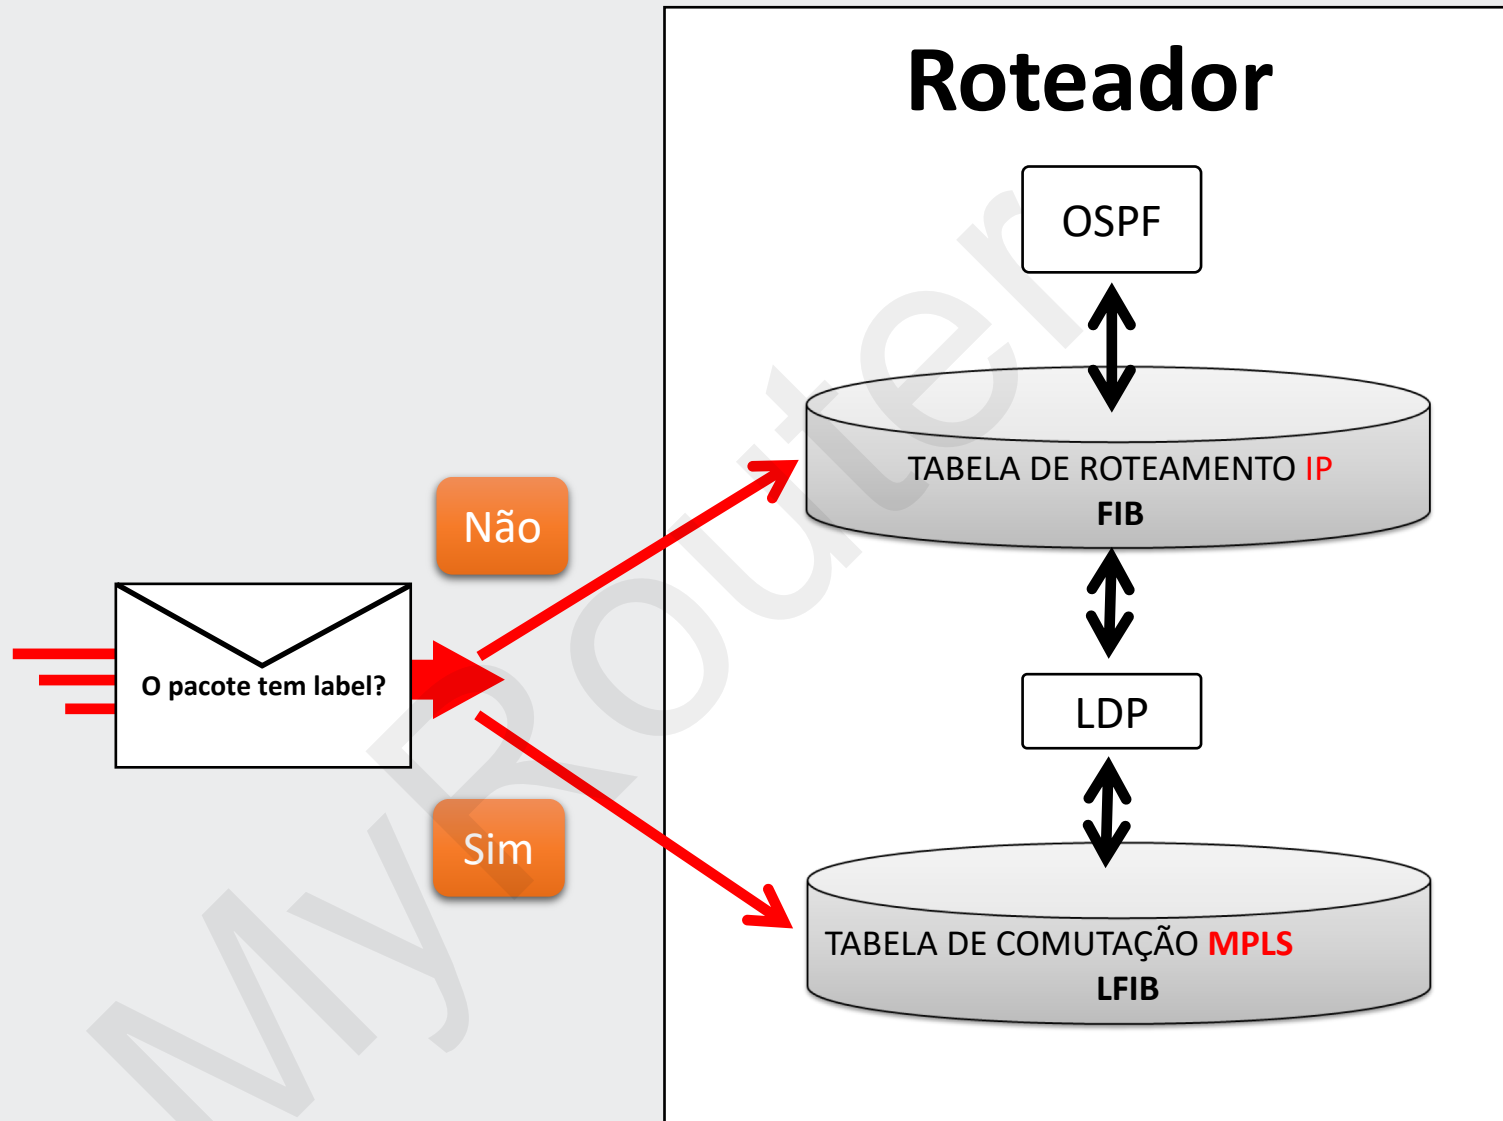 Roteador
OSPF
TABELA DE ROTEAMENTO IP
FIB
Não
O pacote tem label?
LDP
Sim
TABELA DE COMUTAÇÃO MPLS
LFIB
MyRouter